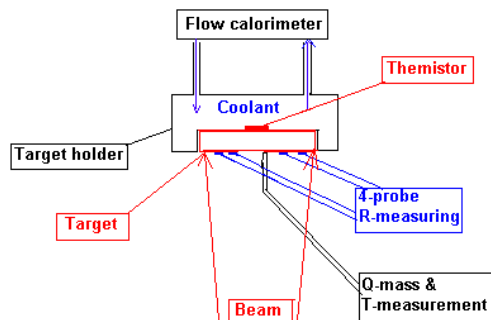 Flow calorimeter
Themistor
Coolant
Target holder
4-probe
R-measuring
Target
Q-mass &
T-measurement
Beam